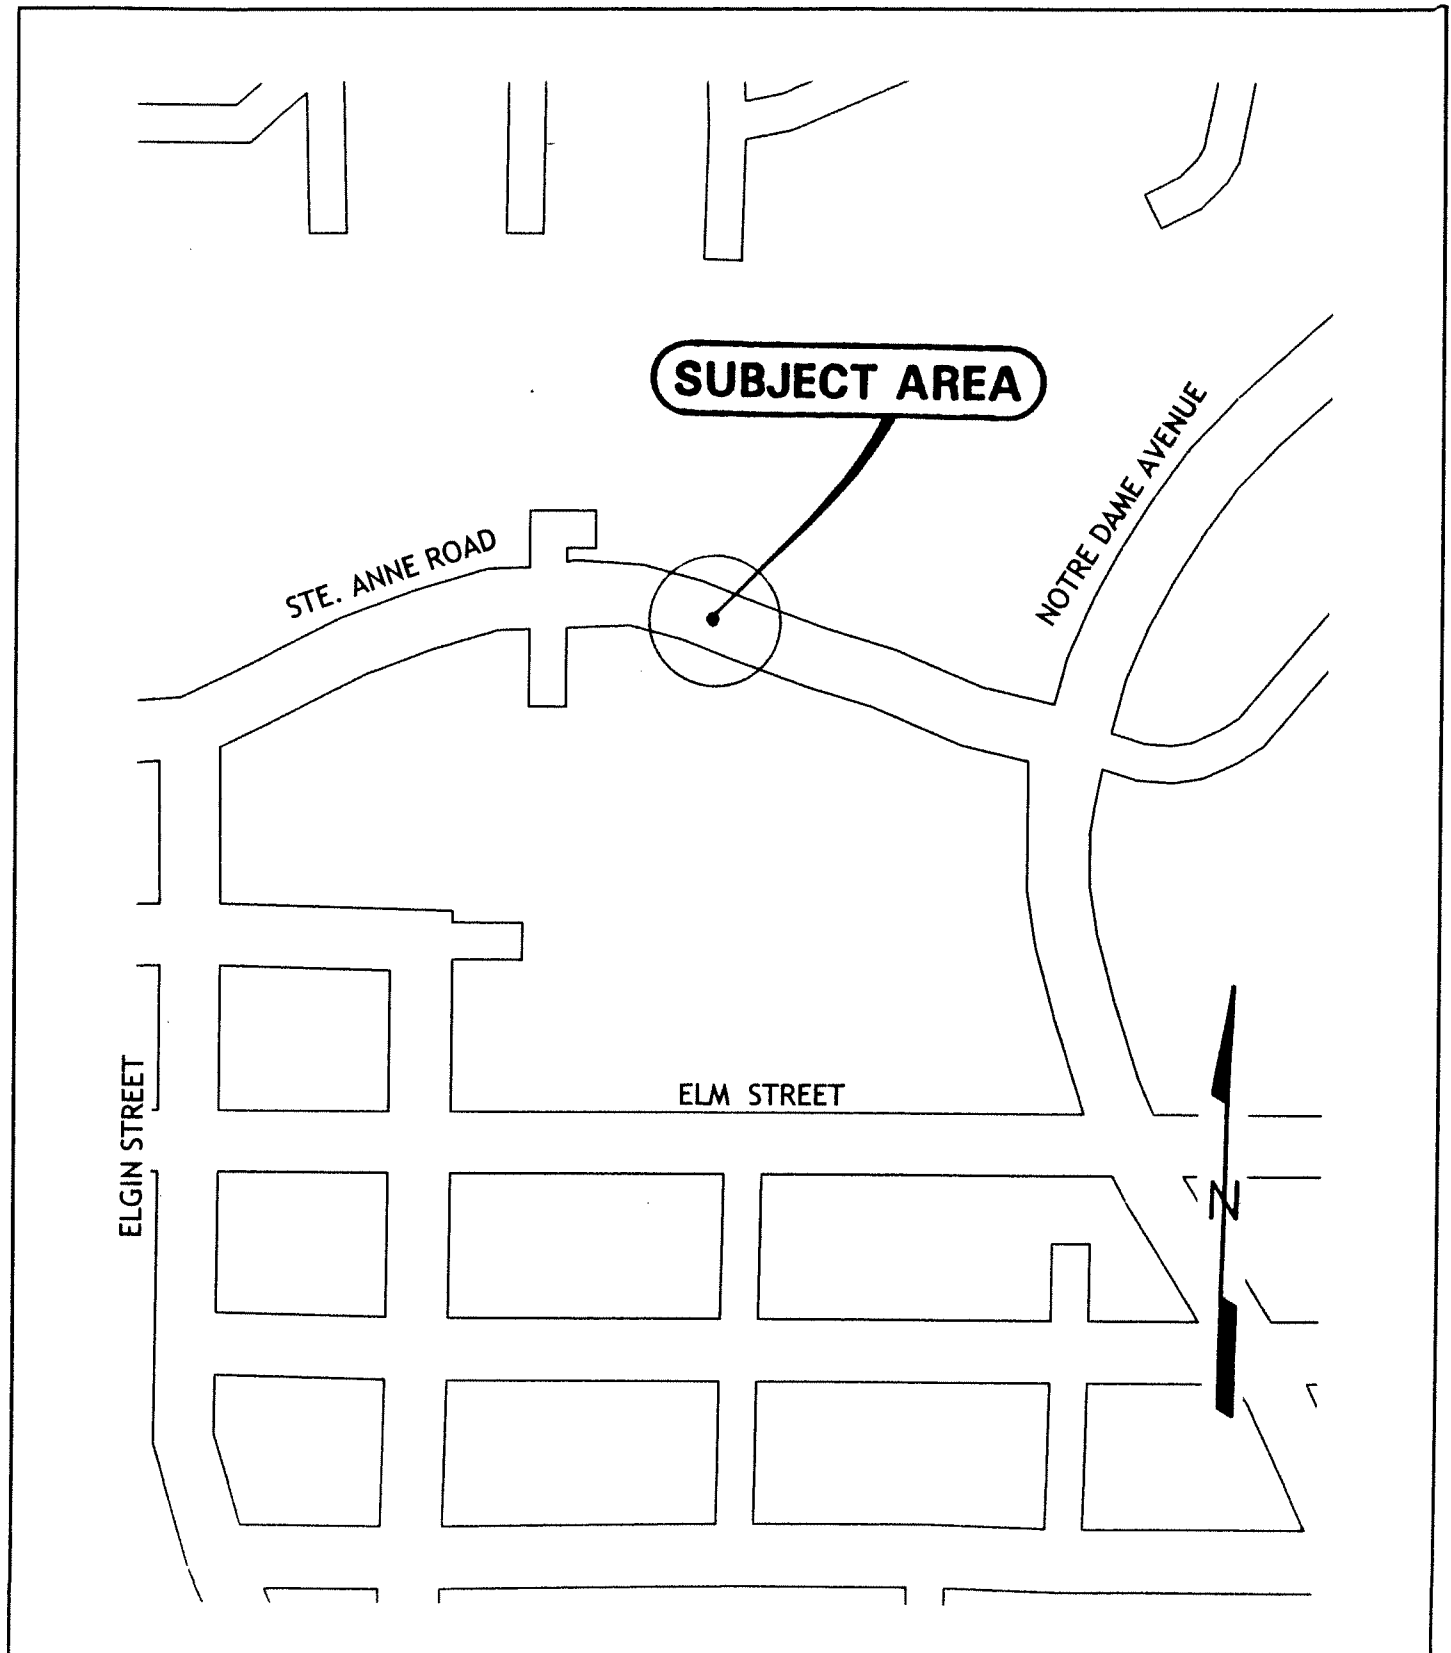 SUBJECT AREA
NOTRE DAME AVENUE
STE. ANNE ROAD
ELM STREET
ELGIN STREET
N